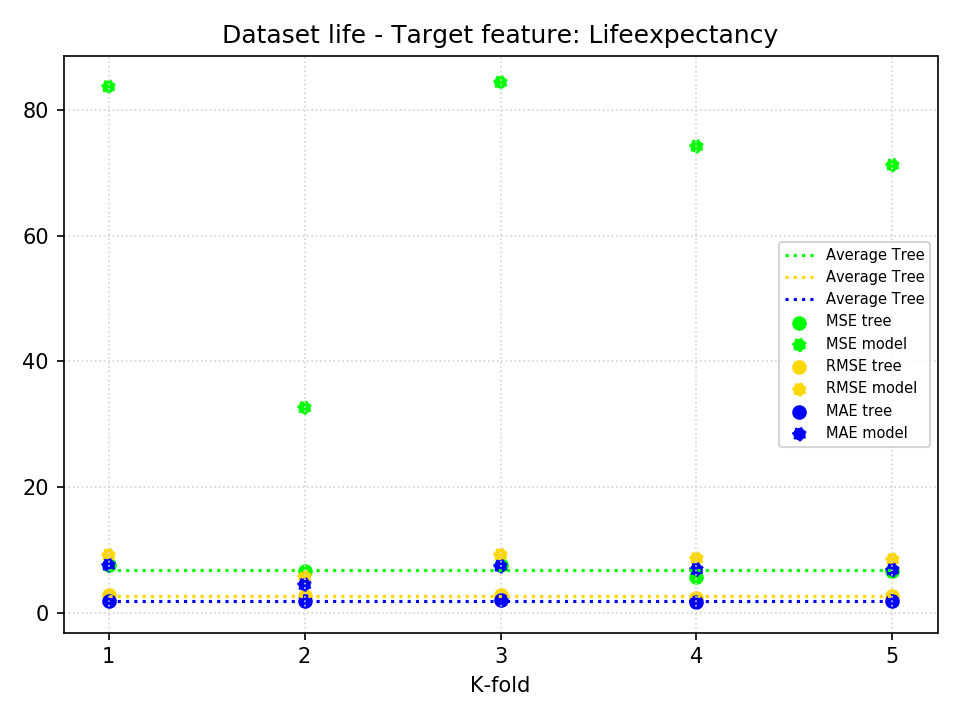 Dataset life - Target feature: Lifeexpectancy
80
60
40
20
0
Average Tree
Average Tree
Average Tree
MSE tree
MSE model
RMSE tree
RMSE model
MAE tree
MAE model
1 2 3 4 5
K-fold